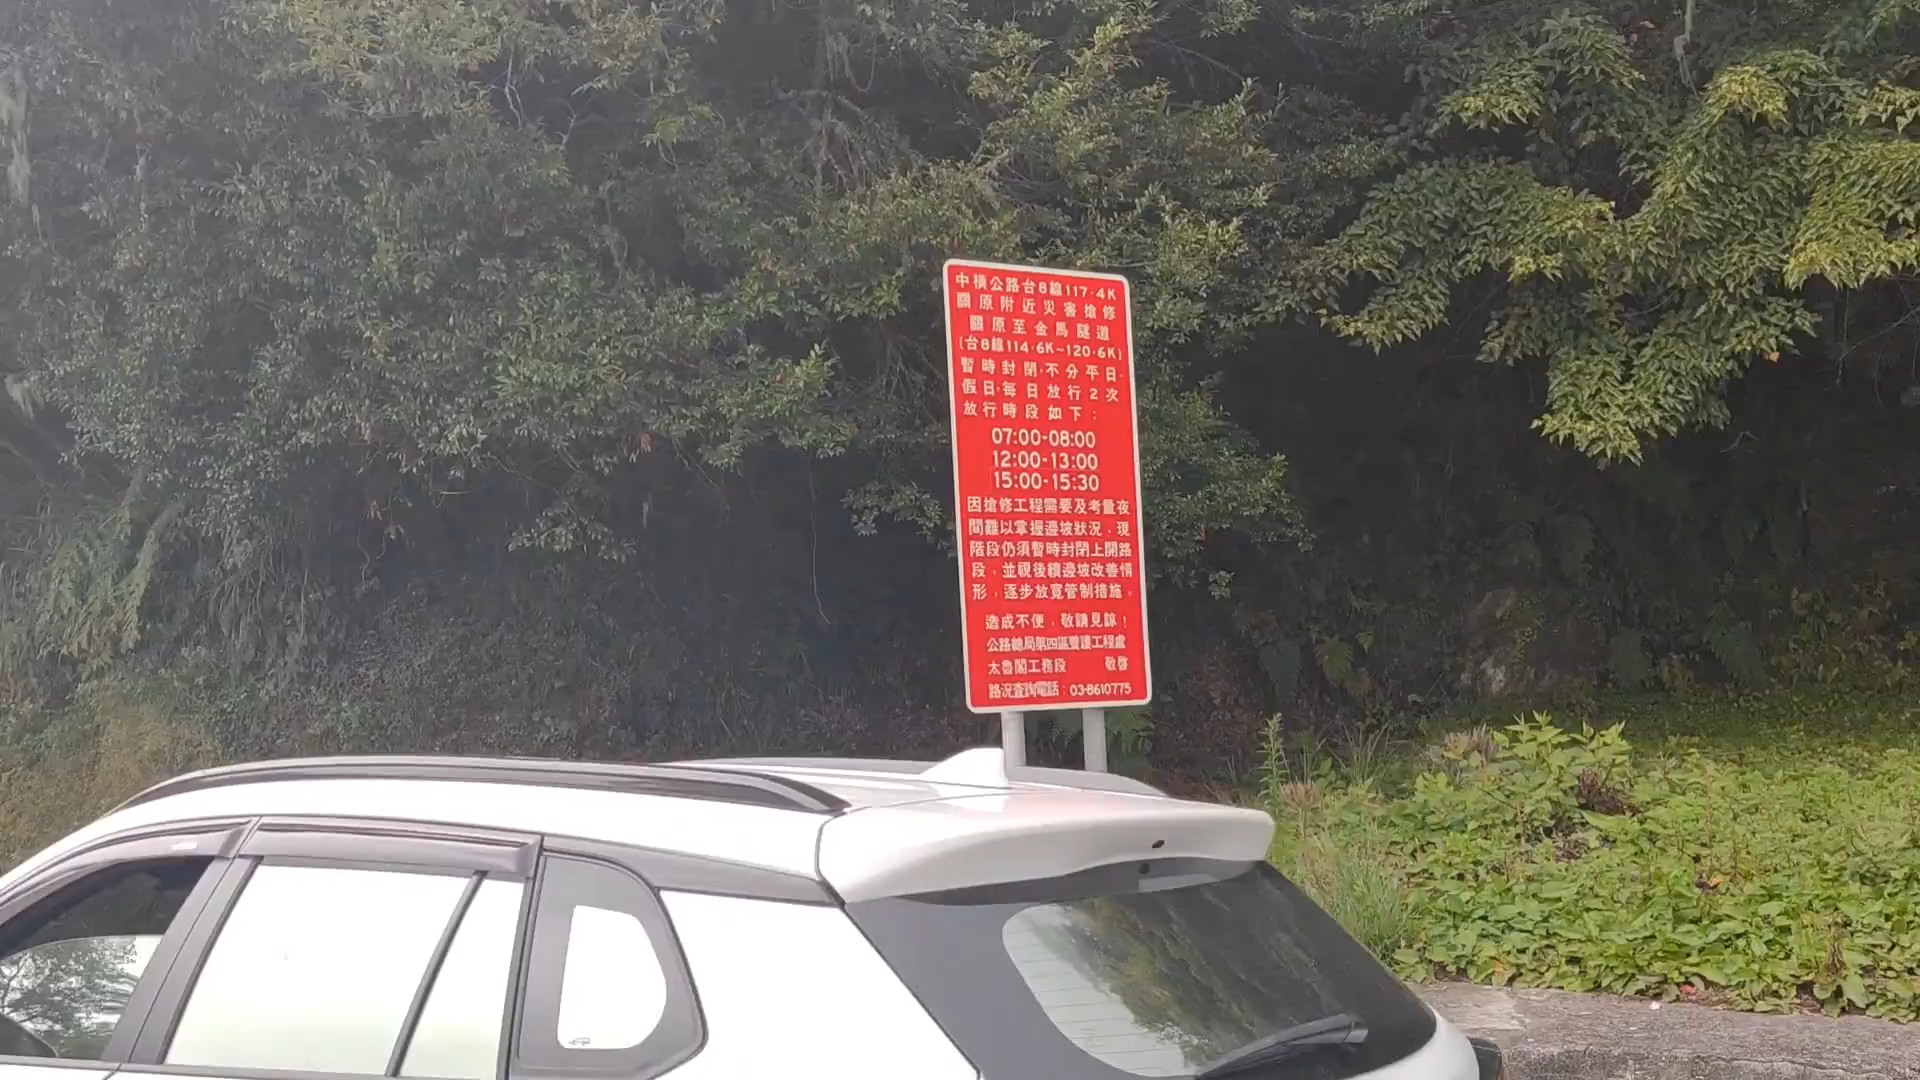 中橫公路台8線117.4K
關原附近災害搶修
關原至金馬隧道
(台8線114.6K~120.6K)
暫時封閉,不分平日、
假日,每日放行2次
放行時段如下：
07:00-08:00
12:00-13:00
15:00-15:30
因搶修工程需要及考量夜
間難以掌握邊坡狀況，現
階段仍須暫時封閉上開路
段，並視後續邊坡改善情
形，逐步放寬管制措施。
造成不便，敬請見諒！
公路總局第四區養護工程處
太魯閣工務段 敬啓
路況查詢電話：03-8610775